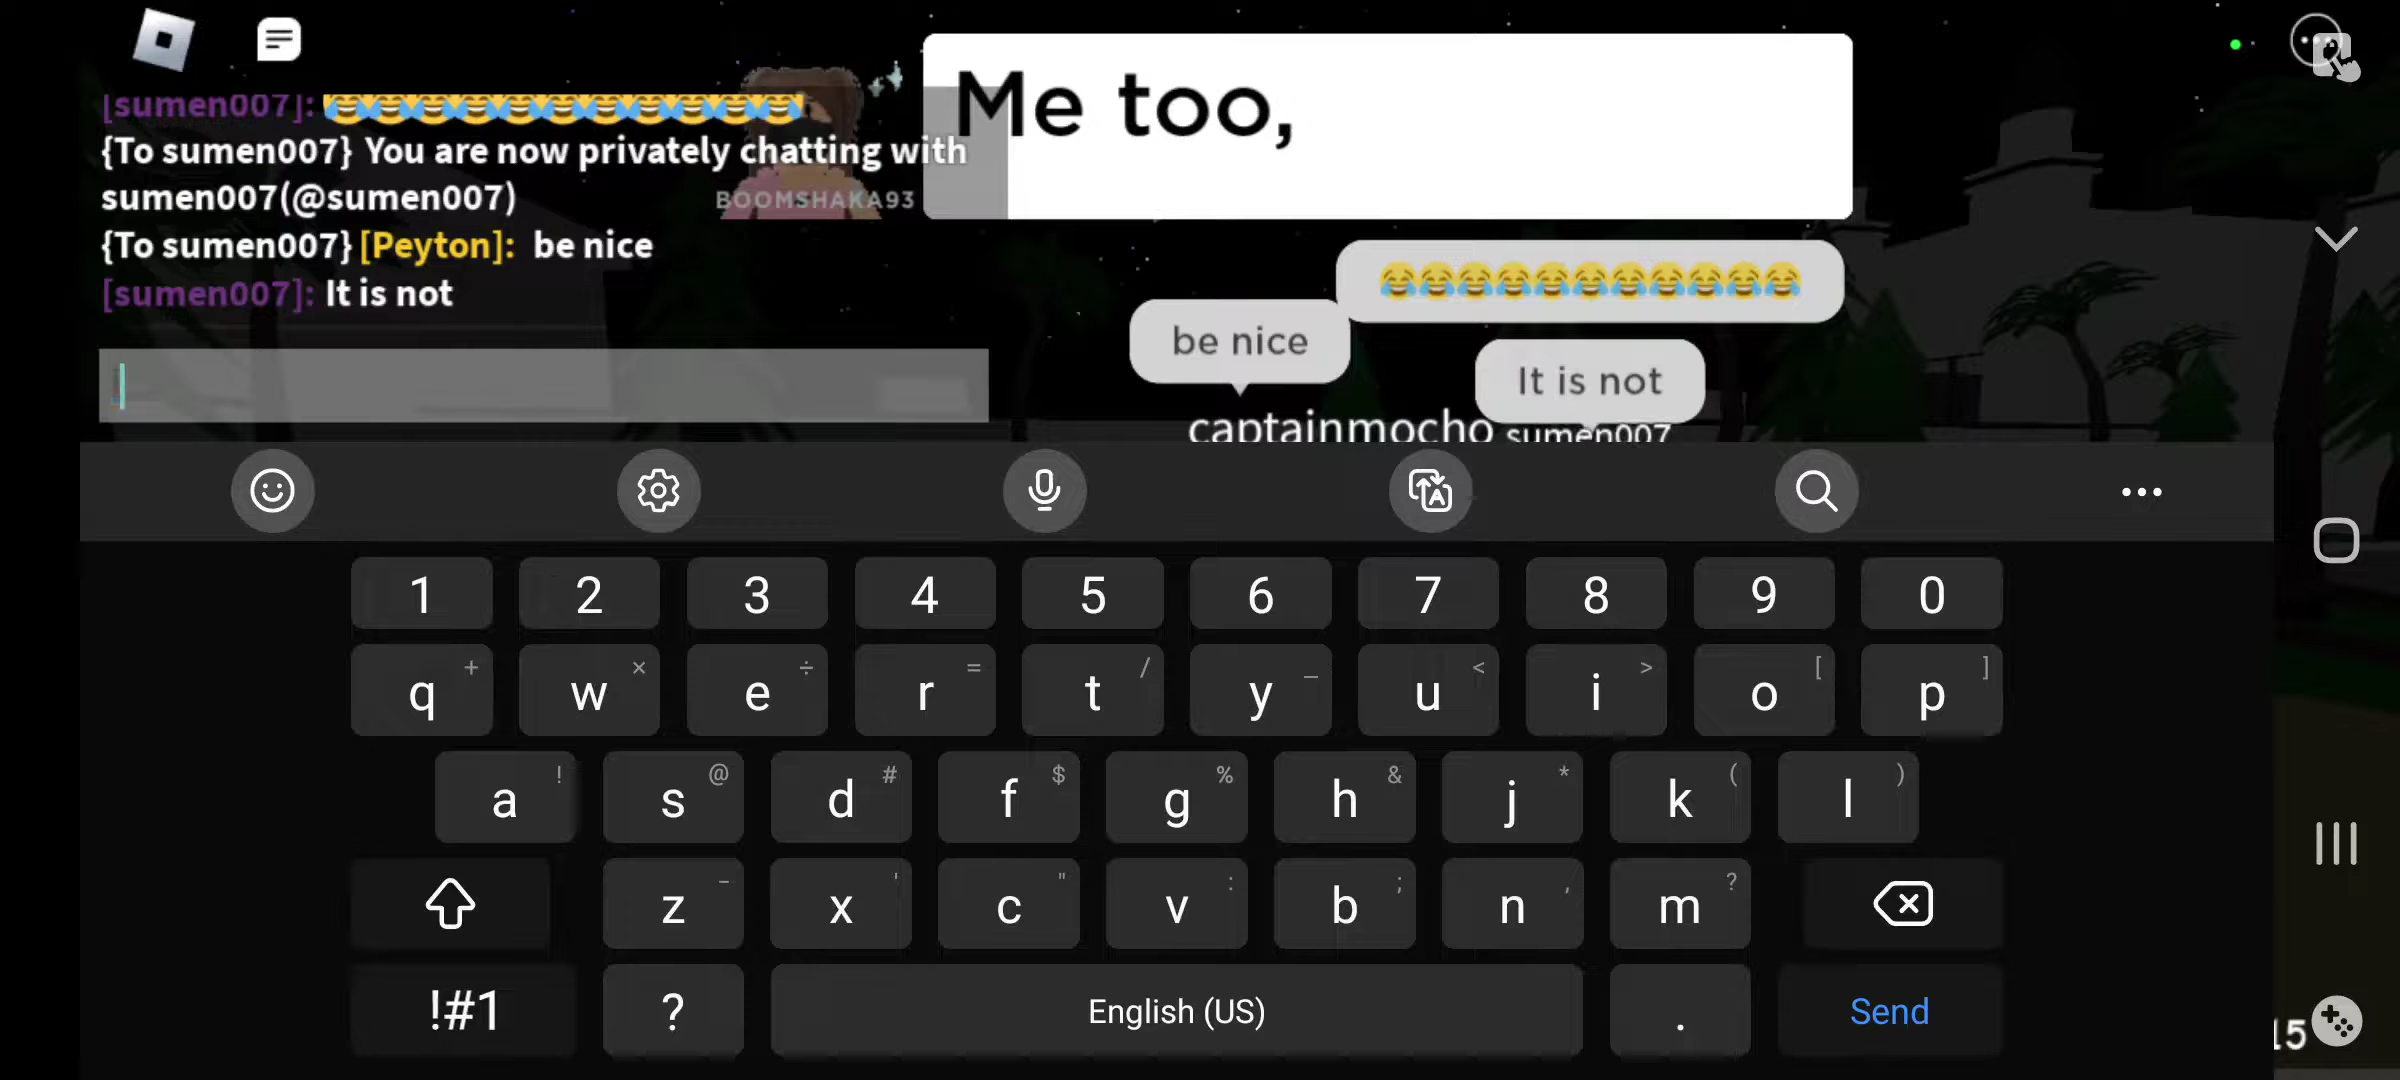 [sumen007]: 😂😂😂😂😂😂😂😂😂😂😂
{To sumen007} You are now privately chatting with
sumen007(@sumen007)
{To sumen007} [Peyton]: be nice
[sumen007]: It is not
BOOMSHAKA93
Me too,
😂😂😂😂😂😂😂😂😂😂😂
be nice
It is not
captainmocho
sumen007
1 2 3 4 5 6 7 8 9 0
q + w × e ÷ r = t / y _ u < i > o [ p ]
a ! s @ d # f $ g % h & j * k ( l )
z - x ' c " v : b ; n , m ?
!#1 ? English (US) . Send
15